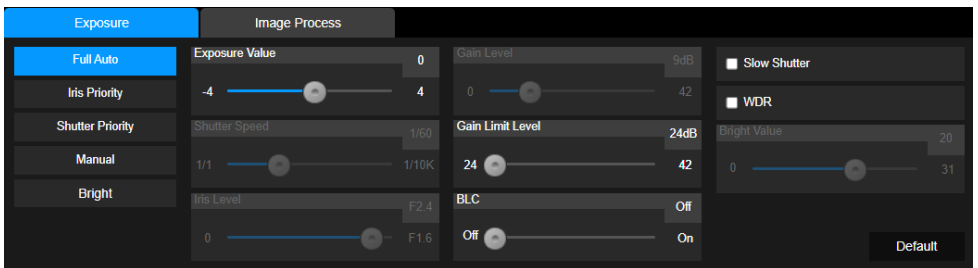 Exposure
Image Process
Full Auto
Iris Priority
Shutter Priority
Manual
Bright
Exposure Value
0
-4
4
Shutter Speed
1/60
1/1
1/10K
Iris Level
F2.4
0
F1.6
Gain Level
9dB
0
42
Gain Limit Level
24dB
24
42
BLC
Off
Off
On
Slow Shutter
WDR
Bright Value
20
0
31
Default